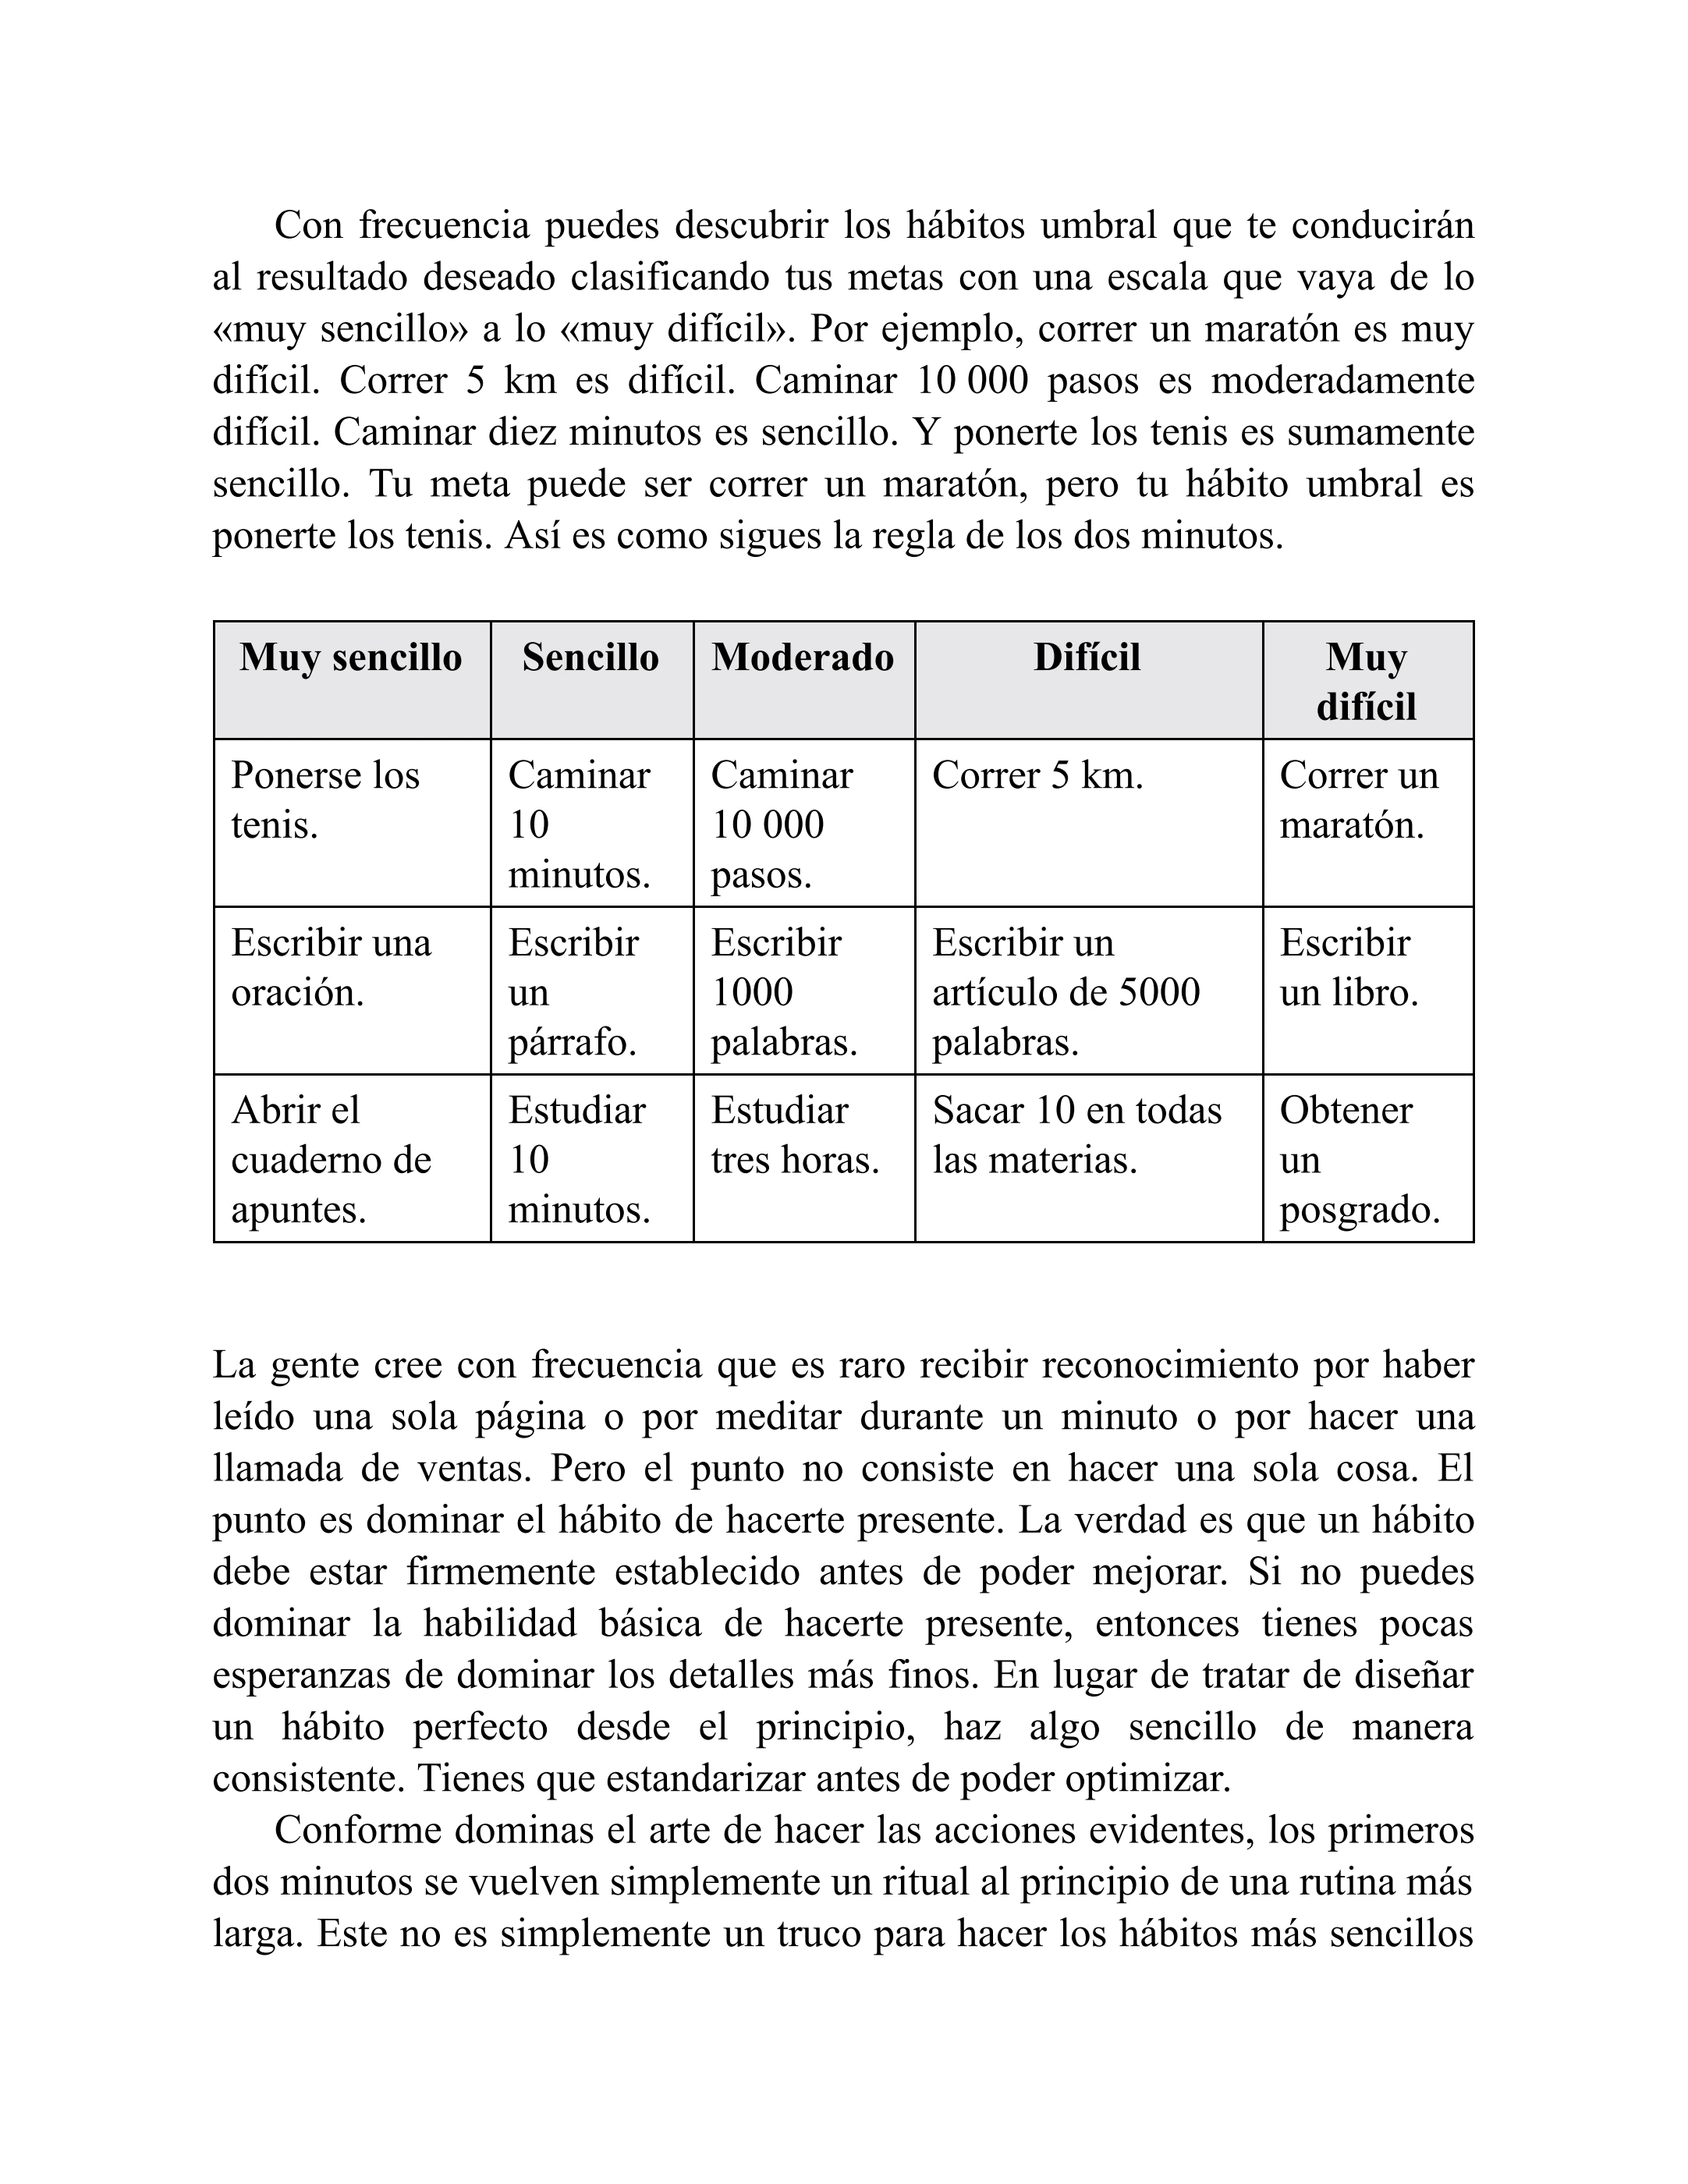 Con frecuencia puedes descubrir los hábitos umbral que te conducirán
al resultado deseado clasificando tus metas con una escala que vaya de lo
«muy sencillo» a lo «muy difícil». Por ejemplo, correr un maratón es muy
difícil. Correr 5 km es difícil. Caminar 10 000 pasos es moderadamente
difícil. Caminar diez minutos es sencillo. Y ponerte los tenis es sumamente
sencillo. Tu meta puede ser correr un maratón, pero tu hábito umbral es
ponerte los tenis. Así es como sigues la regla de los dos minutos.
Muy sencillo
Sencillo
Moderado
Difícil
Muy
difícil
Ponerse los
tenis.
Caminar
10
minutos.
Caminar
10 000
pasos.
Correr 5 km.
Correr un
maratón.
Escribir una
oración.
Escribir
un
párrafo.
Escribir
1000
palabras.
Escribir un
artículo de 5000
palabras.
Escribir
un libro.
Abrir el
cuaderno de
apuntes.
Estudiar
10
minutos.
Estudiar
tres horas.
Sacar 10 en todas
las materias.
Obtener
un
posgrado.
La gente cree con frecuencia que es raro recibir reconocimiento por haber
leído una sola página o por meditar durante un minuto o por hacer una
llamada de ventas. Pero el punto no consiste en hacer una sola cosa. El
punto es dominar el hábito de hacerte presente. La verdad es que un hábito
debe estar firmemente establecido antes de poder mejorar. Si no puedes
dominar la habilidad básica de hacerte presente, entonces tienes pocas
esperanzas de dominar los detalles más finos. En lugar de tratar de diseñar
un hábito perfecto desde el principio, haz algo sencillo de manera
consistente. Tienes que estandarizar antes de poder optimizar.
Conforme dominas el arte de hacer las acciones evidentes, los primeros
dos minutos se vuelven simplemente un ritual al principio de una rutina más
larga. Este no es simplemente un truco para hacer los hábitos más sencillos